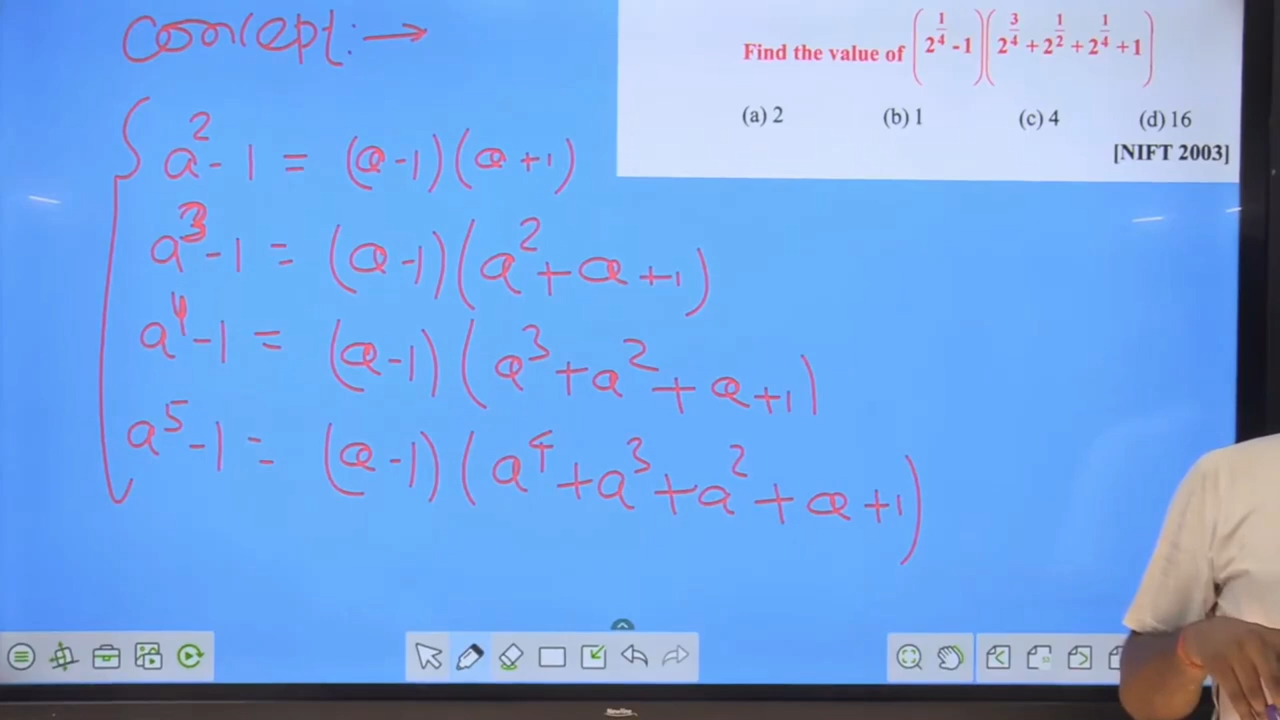 concept:→
a²-1 = (a-1)(a+1)
a³-1 = (a-1)(a²+a+1)
a⁴-1 = (a-1)(a³+a²+a+1)
a⁵-1 = (a-1)(a⁴+a³+a²+a+1)
Find the value of (2^(1/4) -1)(2^(3/4) +2^(1/2) +2^(1/4) +1)
(a) 2 (b) 1 (c) 4 (d) 16
[NIFT 2003]